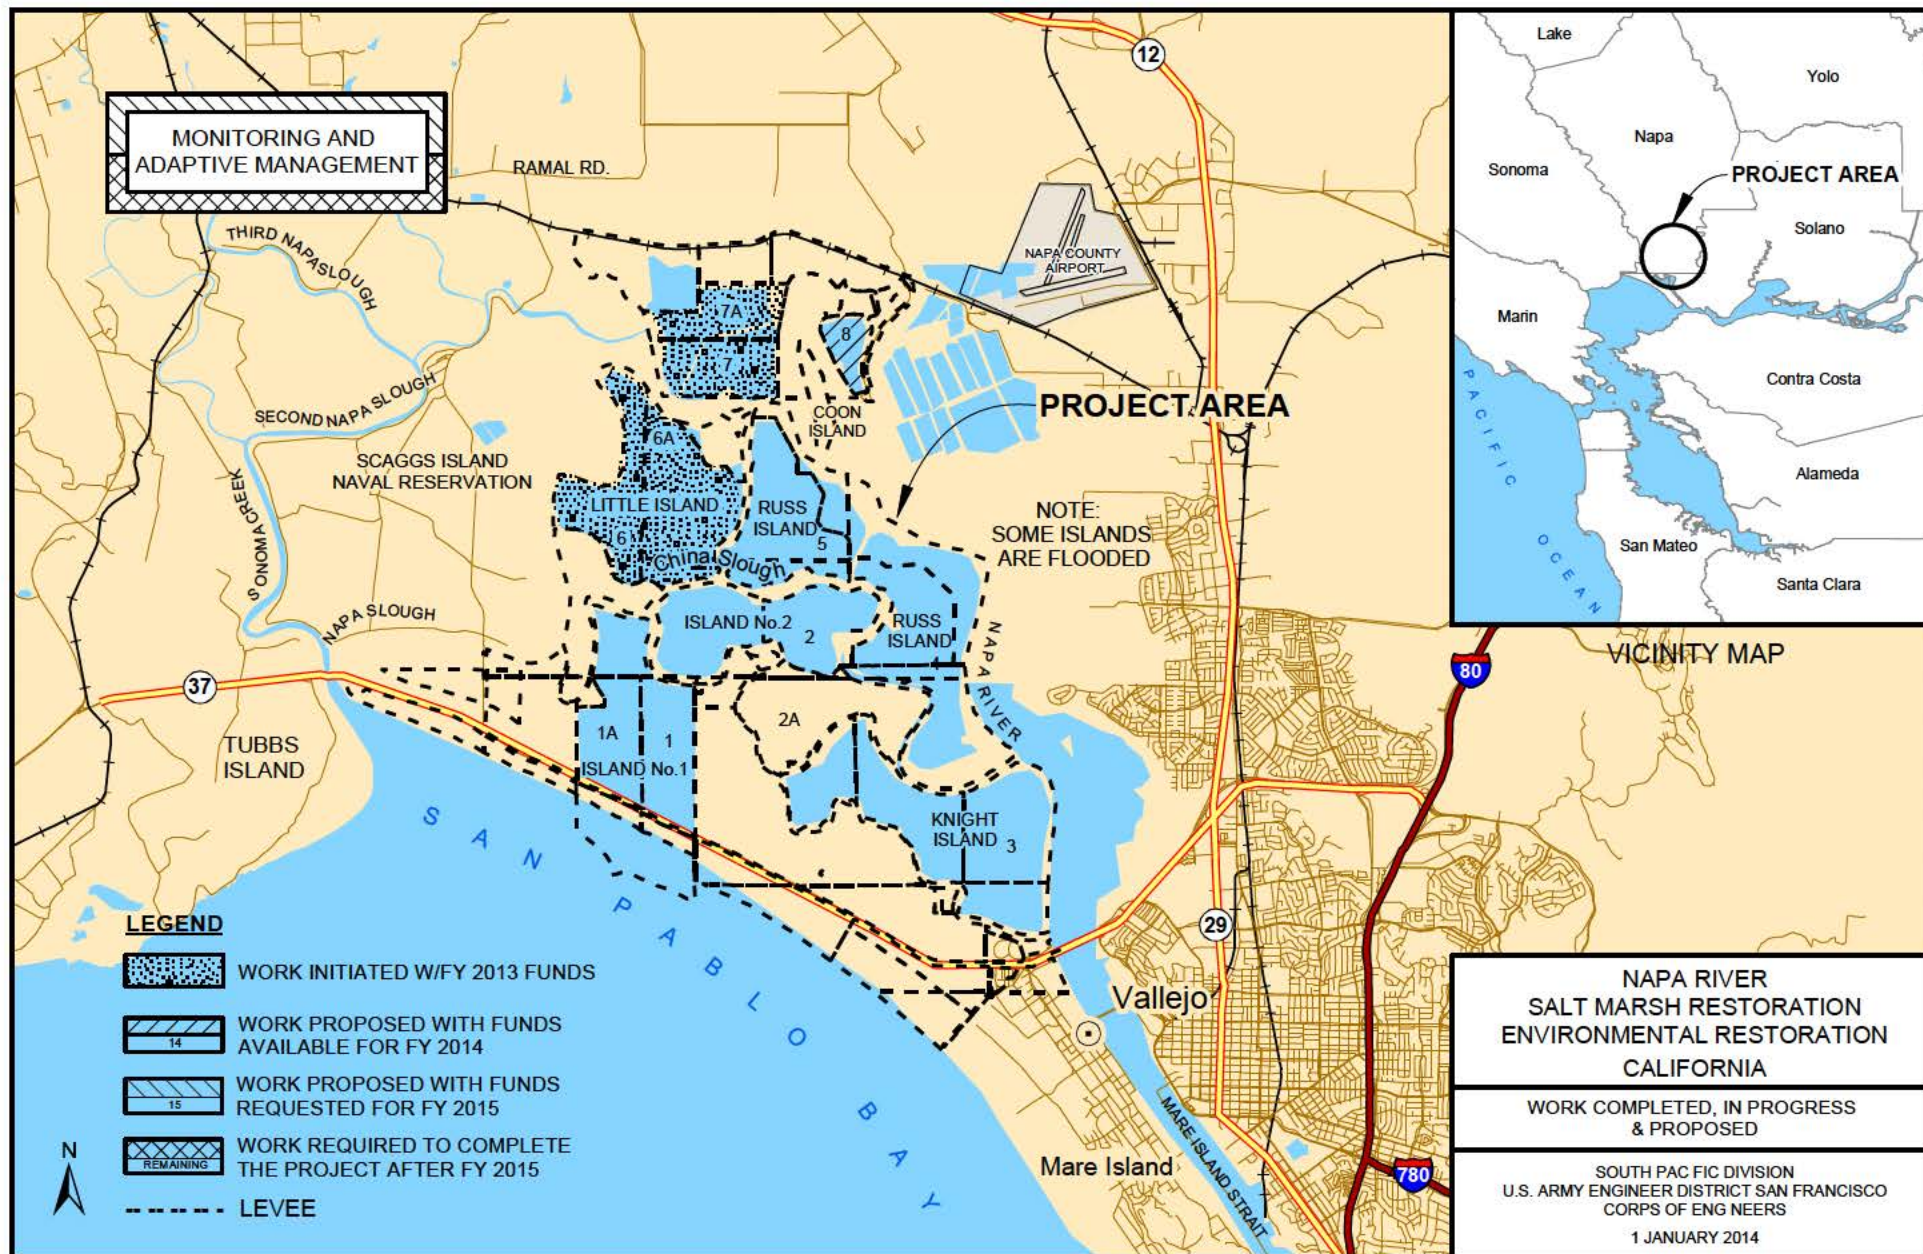 12
MONITORING AND
ADAPTIVE MANAGEMENT
RAMAL RD.
THIRD NAPA SLOUGH
NAPA COUNTY
AIRPORT
7A
8
7
SECOND NAPA SLOUGH
COON
ISLAND
PROJECT AREA
6A
SCAGGS ISLAND
NAVAL RESERVATION
SONOMA CREEK
LITTLE ISLAND
RUSS
ISLAND
5
6
China Slough
NOTE:
SOME ISLANDS
ARE FLOODED
NAPA SLOUGH
ISLAND No.2
2
RUSS
ISLAND
4
NAPA RIVER
37
TUBBS
ISLAND
1A
1
ISLAND No.1
2A
KNIGHT
ISLAND
3
80
29
SAN PABLO BAY
Vallejo
Mare Island
MARE ISLAND STRAIT
780
LEGEND
WORK INITIATED W/FY 2013 FUNDS
14
WORK PROPOSED WITH FUNDS
AVAILABLE FOR FY 2014
15
WORK PROPOSED WITH FUNDS
REQUESTED FOR FY 2015
REMAINING
WORK REQUIRED TO COMPLETE
THE PROJECT AFTER FY 2015
LEVEE
N
Lake
Yolo
Napa
Sonoma
PROJECT AREA
Solano
Marin
Contra Costa
PACIFIC OCEAN
Alameda
San Mateo
Santa Clara
VICINITY MAP
NAPA RIVER
SALT MARSH RESTORATION
ENVIRONMENTAL RESTORATION
CALIFORNIA
WORK COMPLETED, IN PROGRESS
& PROPOSED
SOUTH PAC FIC DIVISION
U.S. ARMY ENGINEER DISTRICT SAN FRANCISCO
CORPS OF ENG NEERS
1 JANUARY 2014